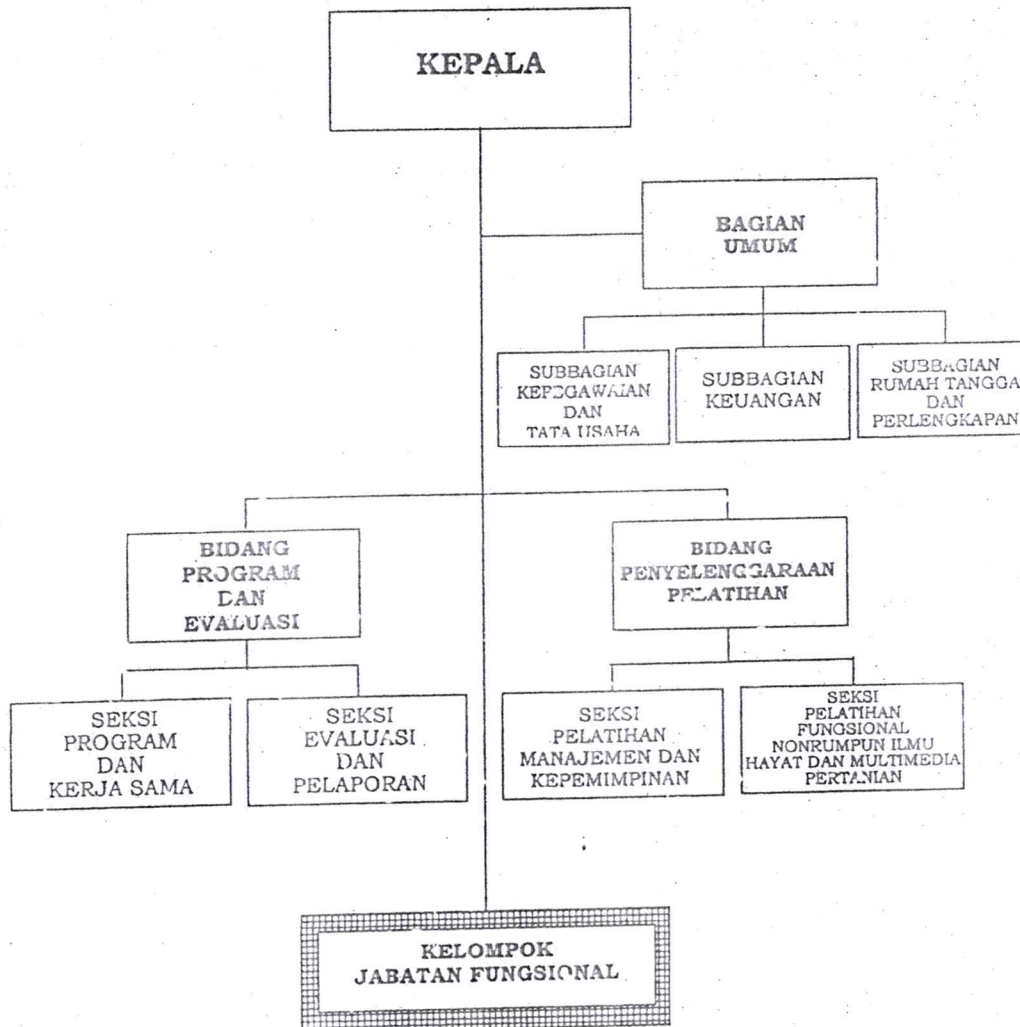 KEPALA
BAGIAN
UMUM
SUBBAGIAN
KEPEGAWAIAN
DAN
TATA USAHA
SUBBAGIAN
KEUANGAN
SUBBAGIAN
RUMAH TANGGA
DAN
PERLENGKAPAN
BIDANG
PROGRAM
DAN
EVALUASI
BIDANG
PENYELENGGARAAN
PELATIHAN
SEKSI
PROGRAM
DAN
KERJA SAMA
SEKSI
EVALUASI
DAN
PELAPORAN
SEKSI
PELATIHAN
MANAJEMEN DAN
KEPEMIMPINAN
SEKSI
PELATIHAN
FUNGSIONAL
NONRUMPUN ILMU
HAYAT DAN MULTIMEDIA
PERTANIAN
KELOMPOK
JABATAN FUNGSIONAL